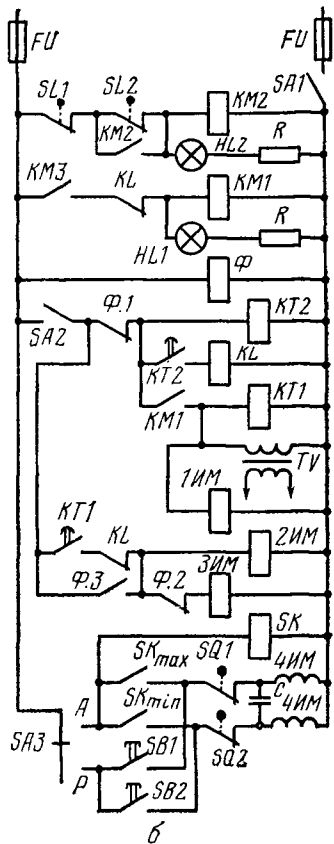 FU FU
SL1 SL2 KM2 SA1
KM2 HL2 R
KM3 KL KM1
HL1 R
Ф
Ф.1 KT2
SA2
KT2 KL
KM1 KT1
TV
1ИМ
KT1 KL 2ИМ
3ИМ
Ф.3 Ф.2
SK
SKmax SQ1 4ИМ
A SKmin C 4ИМ
SA3 SB1 SQ2
P
SB2
б